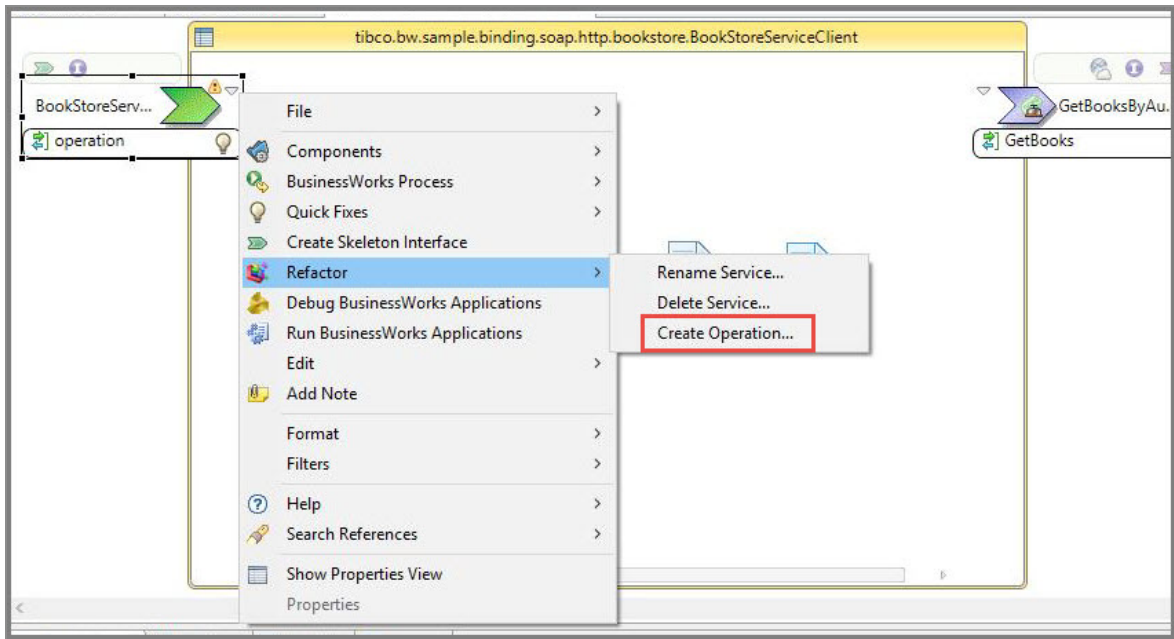 tibco.bw.sample.binding.soap.http.bookstore.BookStoreServiceClient
BookStoreServ...
operation
GetBooksByAu.
GetBooks
File
Components
BusinessWorks Process
Quick Fixes
Create Skeleton Interface
Refactor
Rename Service...
Debug BusinessWorks Applications
Delete Service...
Run BusinessWorks Applications
Create Operation...
Edit
Add Note
Format
Filters
Help
Search References
Show Properties View
Properties